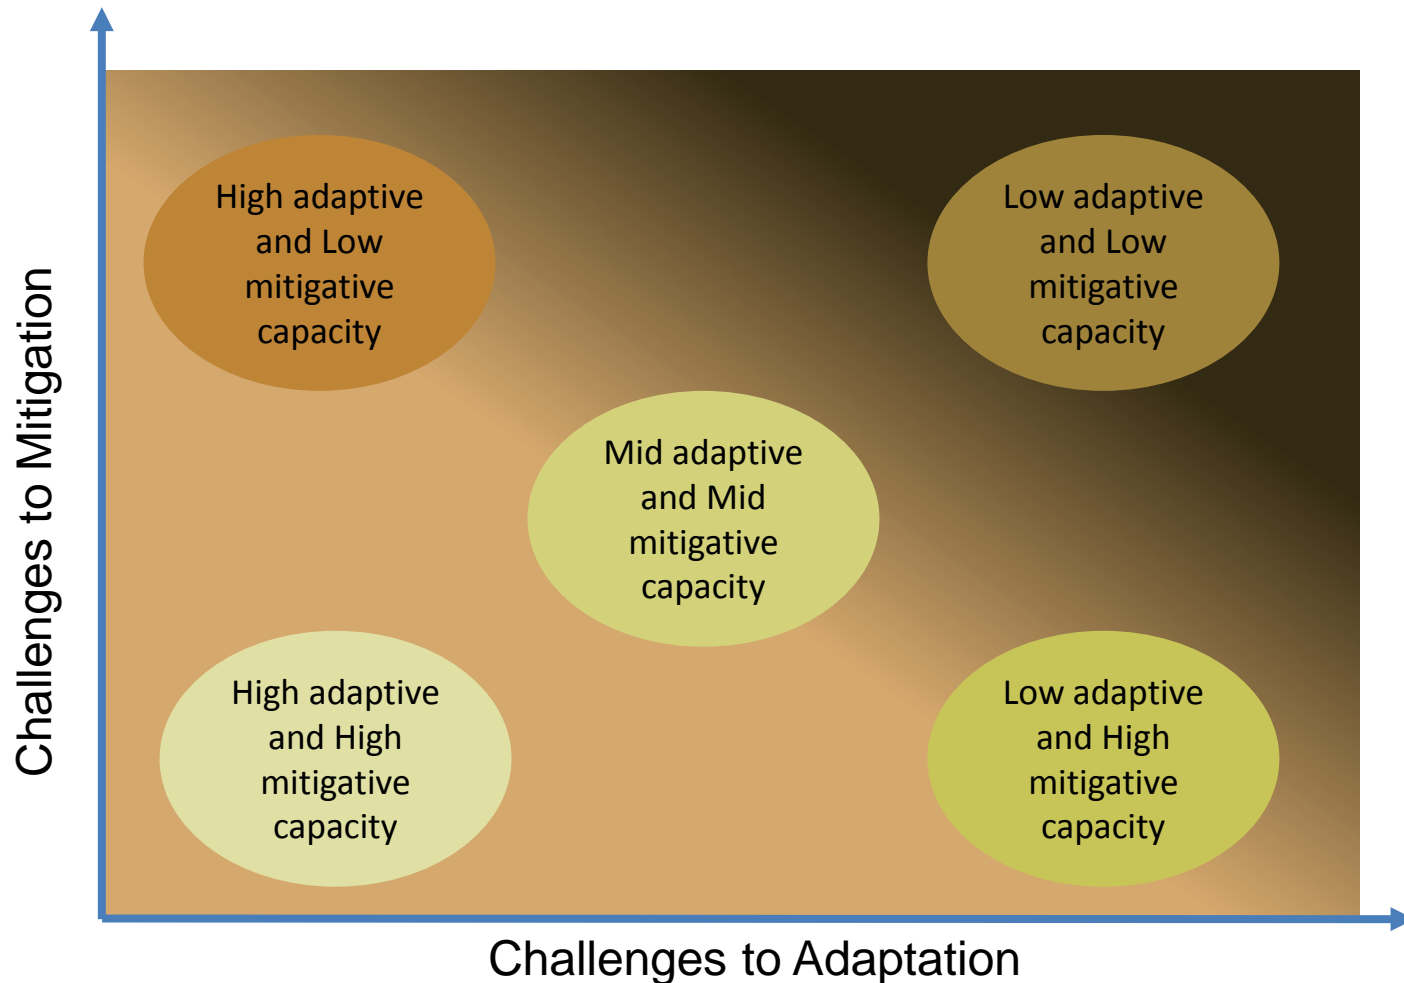 Challenges to Mitigation
High adaptive
and Low
mitigative
capacity
Low adaptive
and Low
mitigative
capacity
Mid adaptive
and Mid
mitigative
capacity
High adaptive
and High
mitigative
capacity
Low adaptive
and High
mitigative
capacity
Challenges to Adaptation